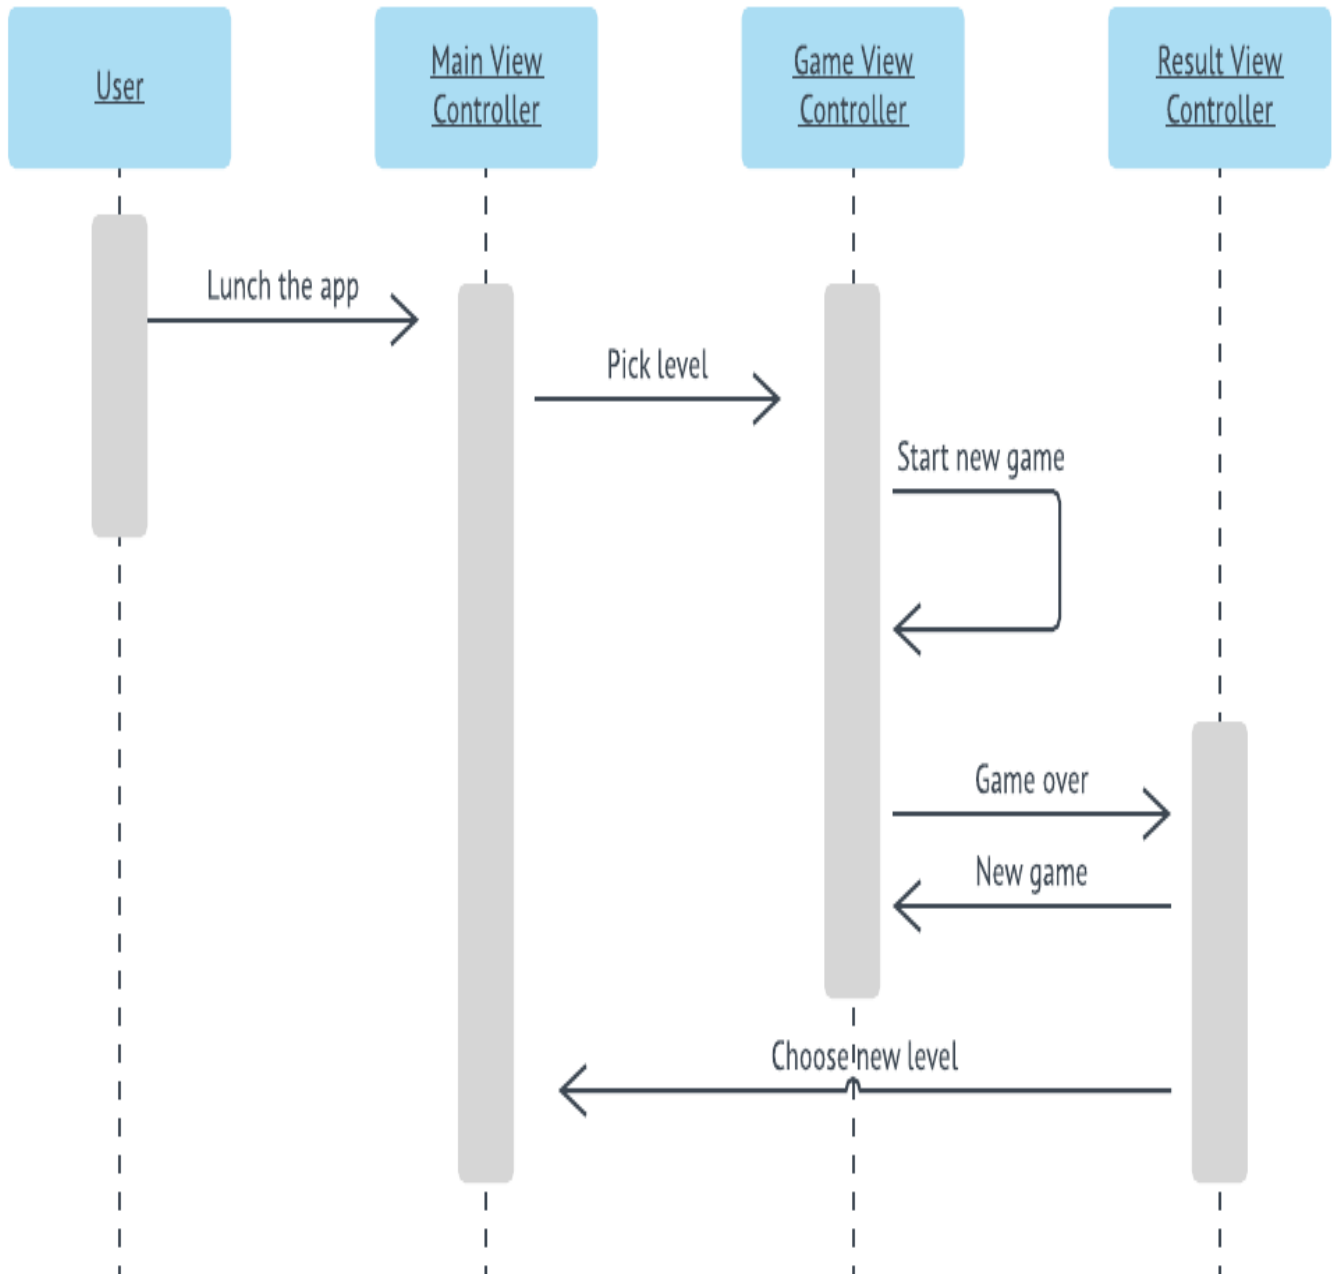 User
Main View
Controller
Game View
Controller
Result View
Controller
Lunch the app
Pick level
Start new game
Game over
New game
Choose new level